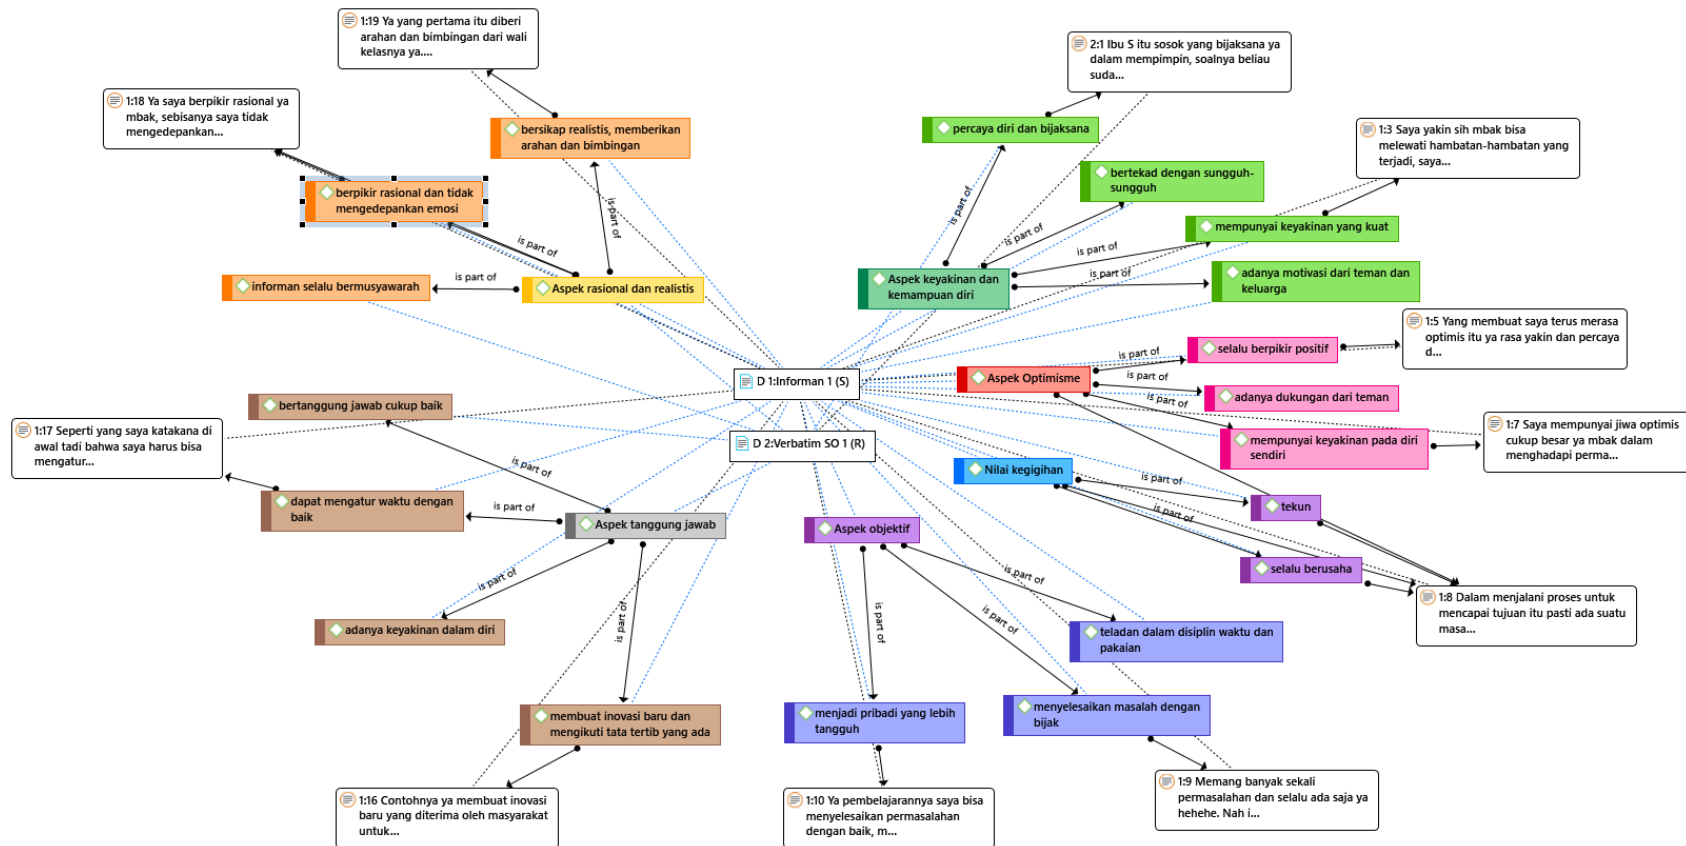 1:19 Ya yang pertama itu diberi
arahan dan bimbingan dari wali
kelasnya ya....
2:1 Ibu S itu sosok yang bijaksana ya
dalam mempimpin, soalnya beliau
suda...
1:18 Ya saya berpikir rasional ya
mbak, sebisanya saya tidak
mengedepankan...
bersikap realistis, memberikan
arahan dan bimbingan
percaya diri dan bijaksana
1:3 Saya yakin sih mbak bisa
melewati hambatan-hambatan yang
terjadi, saya...
berpikir rasional dan tidak
mengedepankan emosi
bertekad dengan sungguh-
sungguh
mempunyai keyakinan yang kuat
is part of
is part of
is part of
is part of
is part of
is part of
is part of
informan selalu bermusyawarah
Aspek rasional dan realistis
Aspek keyakinan dan
kemampuan diri
adanya motivasi dari teman dan
keluarga
1:5 Yang membuat saya terus merasa
optimis itu ya rasa yakin dan percaya
d...
selalu berpikir positif
is part of
D 1:Informan 1 (S)
Aspek Optimisme
is part of
adanya dukungan dari teman
is part of
bertanggung jawab cukup baik
1:17 Seperti yang saya katakana di
awal tadi bahwa saya harus bisa
mengatur...
D 2:Verbatim SO 1 (R)
mempunyai keyakinan pada diri
sendiri
1:7 Saya mempunyai jiwa optimis
cukup besar ya mbak dalam
menghadapi perma...
Nilai kegigihan
is part of
dapat mengatur waktu dengan
baik
is part of
Aspek tanggung jawab
Aspek objektif
is part of
tekun
selalu berusaha
is part of
is part of
is part of
is part of
is part of
1:8 Dalam menjalani proses untuk
mencapai tujuan itu pasti ada suatu
masa...
adanya keyakinan dalam diri
teladan dalam disiplin waktu dan
pakaian
membuat inovasi baru dan
mengikuti tata tertib yang ada
menjadi pribadi yang lebih
tangguh
menyelesaikan masalah dengan
bijak
1:16 Contohnya ya membuat inovasi
baru yang diterima oleh masyarakat
untuk...
1:10 Ya pembelajarannya saya bisa
menyelesaikan permasalahan
dengan baik, m...
1:9 Memang banyak sekali
permasalahan dan selalu ada saja ya
hehehe. Nah i...